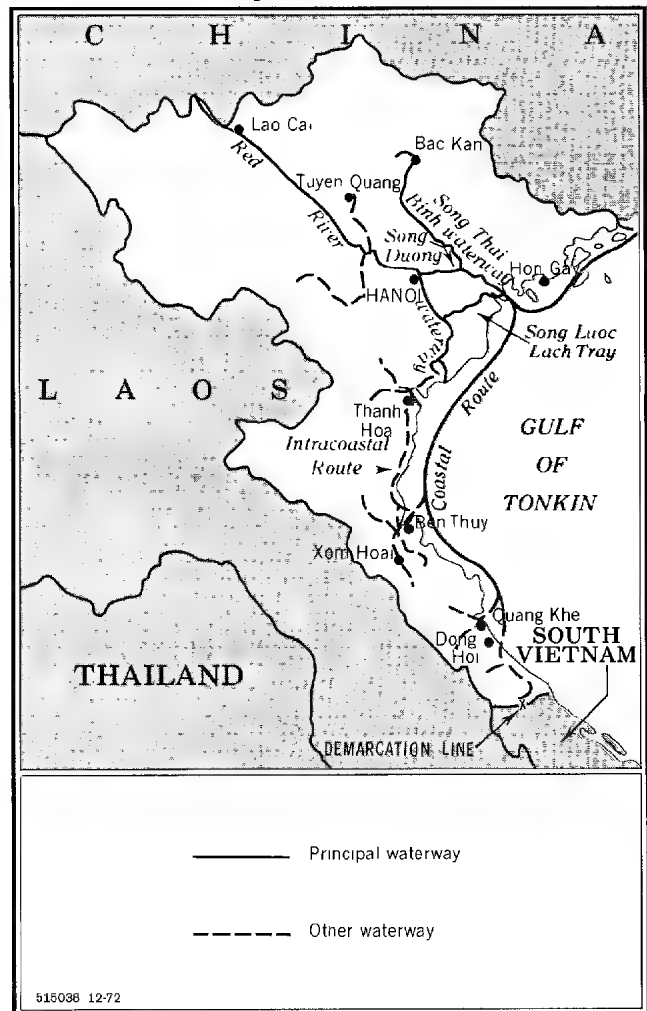 CHINA
Lao Cai
Red
River
Bac Kan
Tuyen Quang
Song Thai
Binh waterway
Song
Duong
Hon Gay
HANOI
waterway
Song Luoc
Lach Tray
LAOS
Thanh
Hoa
Coastal Route
GULF
OF
TONKIN
Intracoastal
Route
Ben Thuy
Xom Hoai
Quang Khe
Dong
Hoi
SOUTH
VIETNAM
THAILAND
DEMARCATION LINE
Principal waterway
Other waterway
515038 12-72